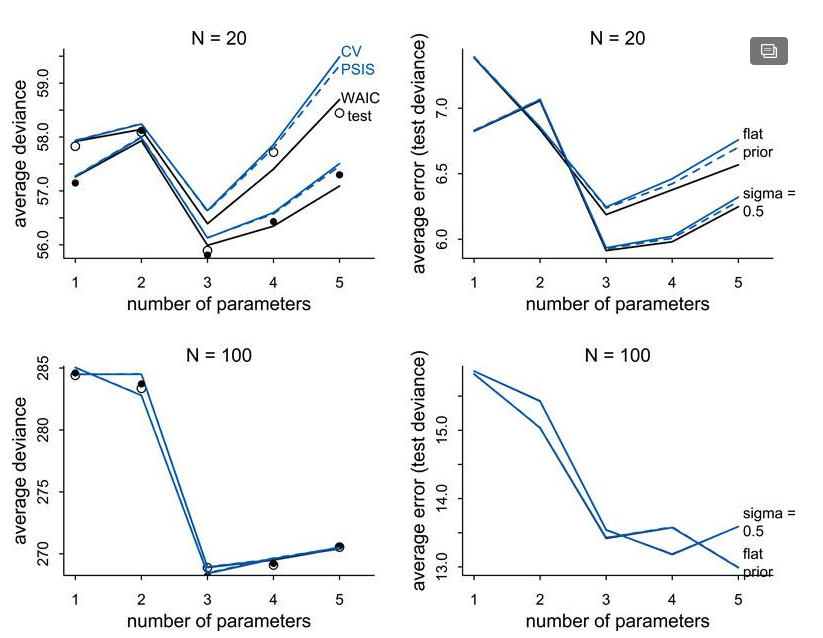 N = 20
average deviance
59.0
58.0
57.0
56.0
CV
PSIS
WAIC
test
1 2 3 4 5
number of parameters
N = 20
average error (test deviance)
7.0
6.5
6.0
flat
prior
sigma =
0.5
1 2 3 4 5
number of parameters
N = 100
average deviance
285
280
275
270
1 2 3 4 5
number of parameters
N = 100
average error (test deviance)
15.0
14.0
13.0
sigma =
0.5
flat
prior
1 2 3 4 5
number of parameters